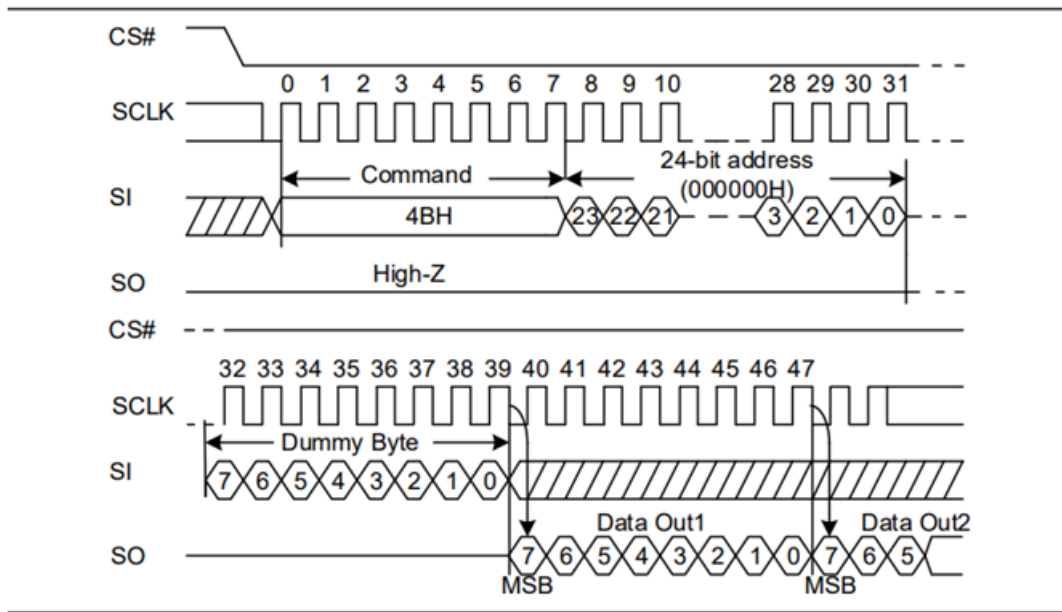 CS#
0 1 2 3 4 5 6 7 8 9 10 28 29 30 31
SCLK
Command 24-bit address
(000000H)
SI
4BH 23 22 21 3 2 1 0
High-Z
SO
CS#
32 33 34 35 36 37 38 39 40 41 42 43 44 45 46 47
SCLK
Dummy Byte
SI
7 6 5 4 3 2 1 0
Data Out1 Data Out2
SO
7 6 5 4 3 2 1 0 7 6 5
MSB MSB